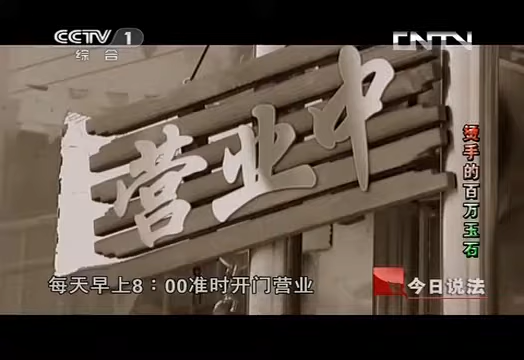 CCTV 1
综合
CNTV
营业中
烫手的百万玉石
每天早上8：00准时开门营业
今日说法